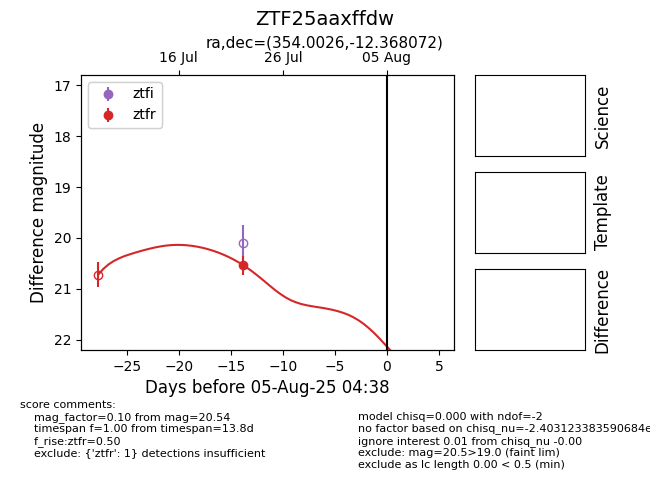 ZTF25aaxffdw
ra,dec=(354.0026,-12.368072)
16 Jul
26 Jul
05 Aug
ztfi
ztfr
17
18
19
20
21
22
Difference magnitude
−25
−20
−15
−10
−5
0
5
Days before 05-Aug-25 04:38
Science
Template
Difference
score comments:
mag_factor=0.10 from mag=20.54
timespan f=1.00 from timespan=13.8d
f_rise:ztfr=0.50
exclude: {'ztfr': 1} detections insufficient
model chisq=0.000 with ndof=-2
no factor based on chisq_nu=-2.403123383590684e
ignore interest 0.01 from chisq_nu -0.00
exclude: mag=20.5>19.0 (faint lim)
exclude as lc length 0.00 < 0.5 (min)